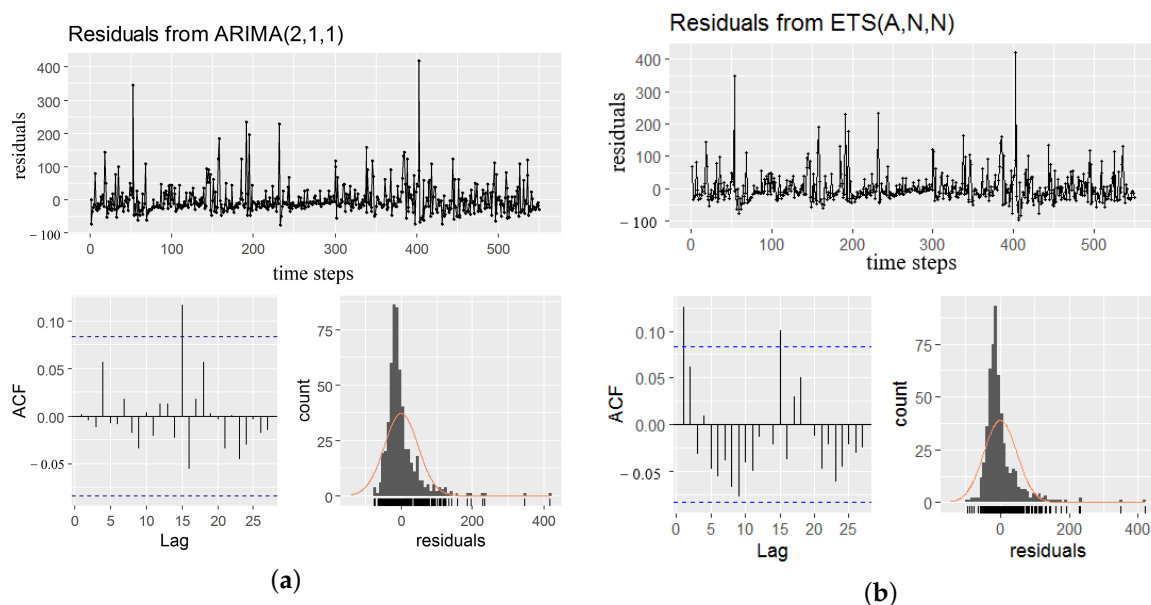 Residuals from ARIMA(2,1,1)
400
300
200
100
0
− 100
residuals
0 100 200 300 400 500
time steps
0.10
0.05
0.00
− 0.05
ACF
0 5 10 15 20 25
Lag
75
50
25
0
count
0 200 400
residuals
(a)
Residuals from ETS(A,N,N)
400
300
200
100
0
− 100
residuals
0 100 200 300 400 500
time steps
0.10
0.05
0.00
− 0.05
ACF
0 5 10 15 20 25
Lag
75
50
25
0
count
0 200 400
residuals
(b)